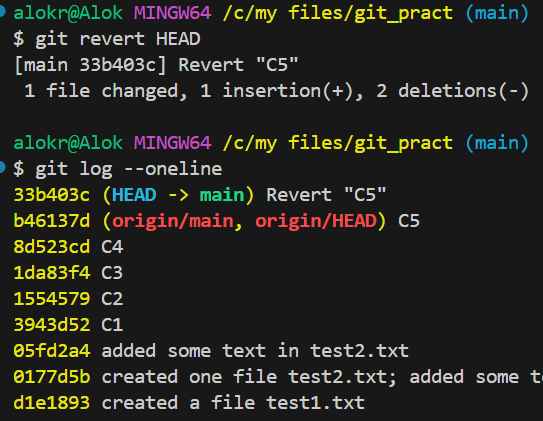 alokr@Alok MINGW64 /c/my files/git_pract (main)
$ git revert HEAD
[main 33b403c] Revert "C5"
 1 file changed, 1 insertion(+), 2 deletions(-)
alokr@Alok MINGW64 /c/my files/git_pract (main)
$ git log --oneline
33b403c (HEAD -> main) Revert "C5"
b46137d (origin/main, origin/HEAD) C5
8d523cd C4
1da83f4 C3
1554579 C2
3943d52 C1
05fd2a4 added some text in test2.txt
0177d5b created one file test2.txt; added some
d1e1893 created a file test1.txt